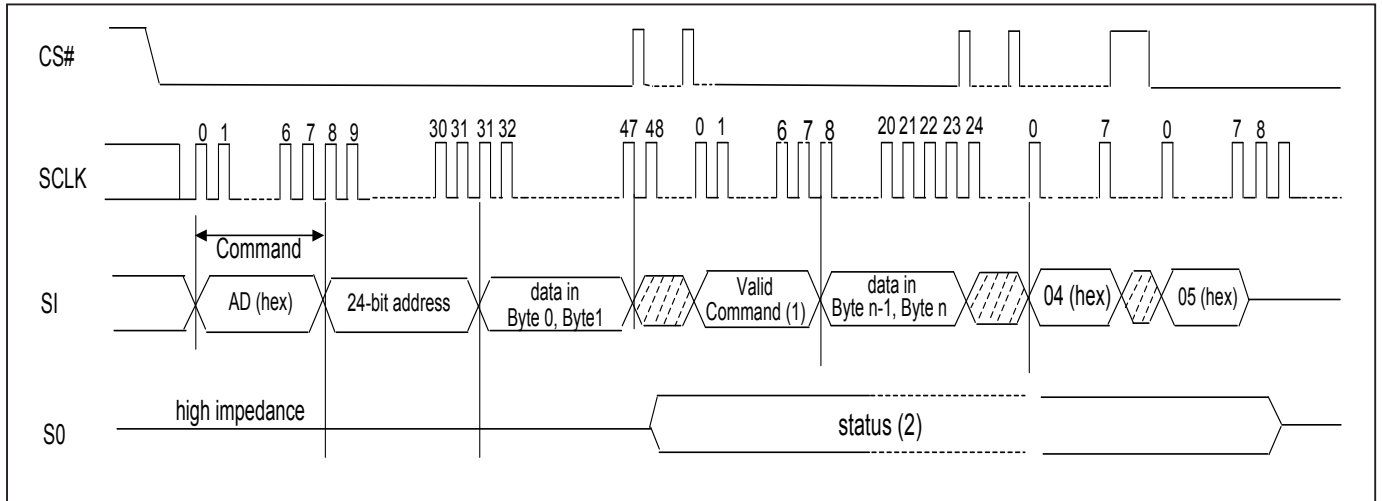 CS#
0 1 6 7 8 9 30 31 31 32 47 48 0 1 6 7 8 20 21 22 23 24 0 7 0 7 8
SCLK
Command
SI
AD (hex)
24-bit address
data in
Byte 0, Byte1
Valid
Command (1)
data in
Byte n-1, Byte n
04 (hex)
05 (hex)
high impedance
S0
status (2)